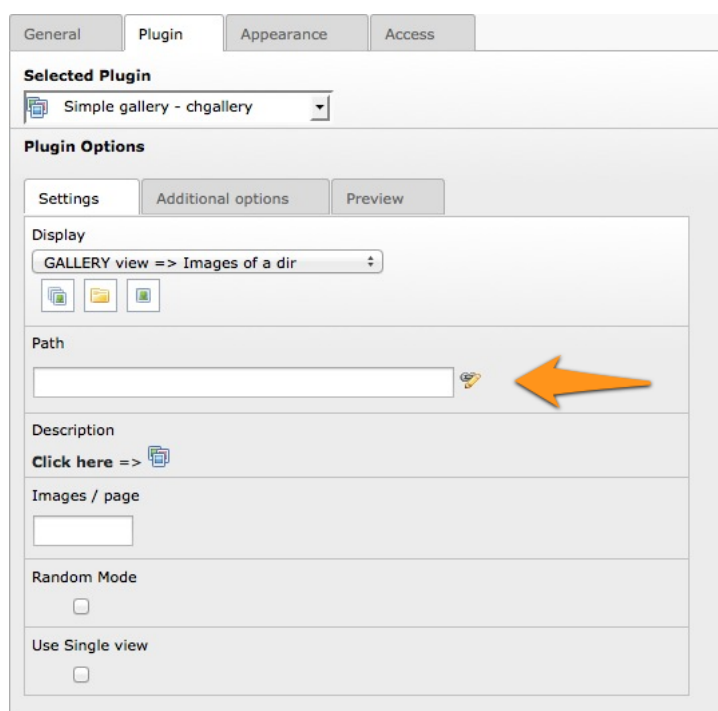 General Plugin Appearance Access
Selected Plugin
Simple gallery - chgallery
Plugin Options
Settings Additional options Preview
Display
GALLERY view => Images of a dir
Path
Description
Click here =>
Images / page
Random Mode
Use Single view